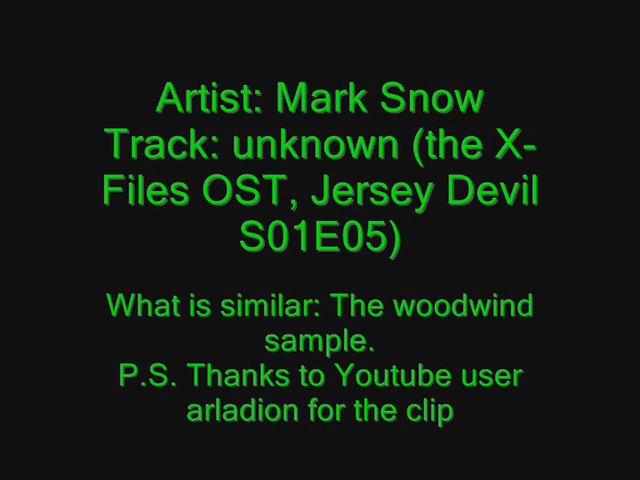 Artist: Mark Snow
Track: unknown (the X-
Files OST, Jersey Devil
S01E05)
What is similar: The woodwind
sample.
P.S. Thanks to Youtube user
arladion for the clip